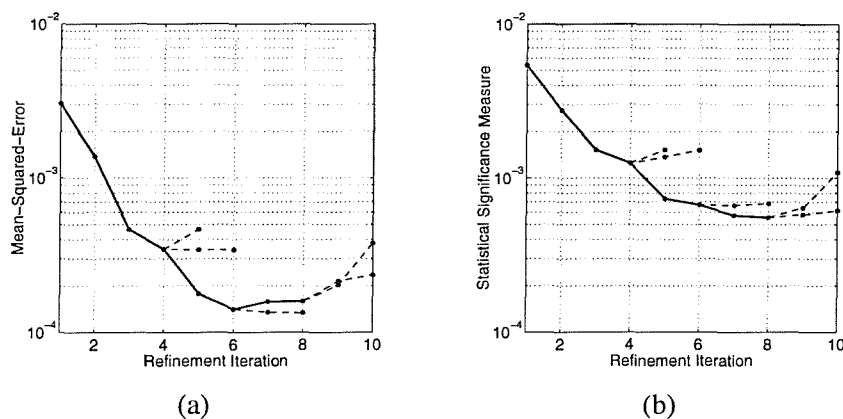 10^-2
10^-3
10^-4
Mean-Squared-Error
2 4 6 8 10
Refinement Iteration
(a)
10^-2
10^-3
10^-4
Statistical Significance Measure
2 4 6 8 10
Refinement Iteration
(b)